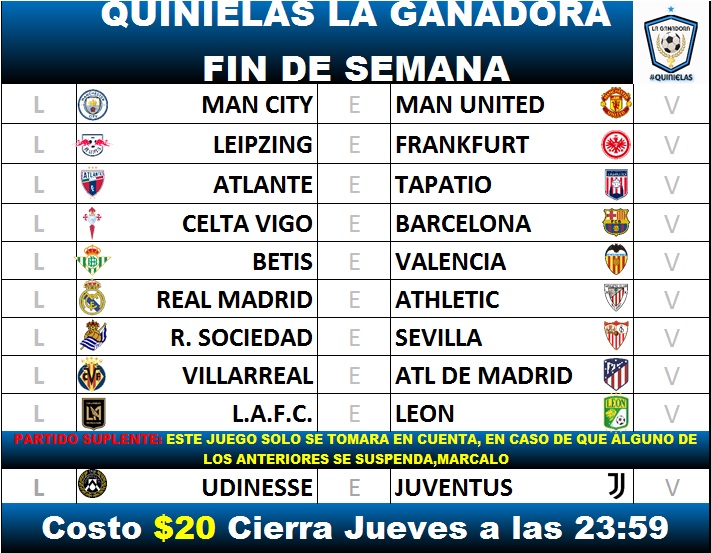 QUINIELAS LA GANADORA
FIN DE SEMANA
LA GANADORA
#QUINIELAS
L MAN CITY E MAN UNITED V
L LEIPZING E FRANKFURT V
L ATLANTE E TAPATIO V
L CELTA VIGO E BARCELONA V
L BETIS E VALENCIA V
L REAL MADRID E ATHLETIC V
L R. SOCIEDAD E SEVILLA V
L VILLARREAL E ATL DE MADRID V
L L.A.F.C. E LEON V
PARTIDO SUPLENTE: ESTE JUEGO SOLO SE TOMARA EN CUENTA, EN CASO DE QUE ALGUNO DE
LOS ANTERIORES SE SUSPENDA,MARCALO
L UDINESSE E JUVENTUS V
Costo $20 Cierra Jueves a las 23:59